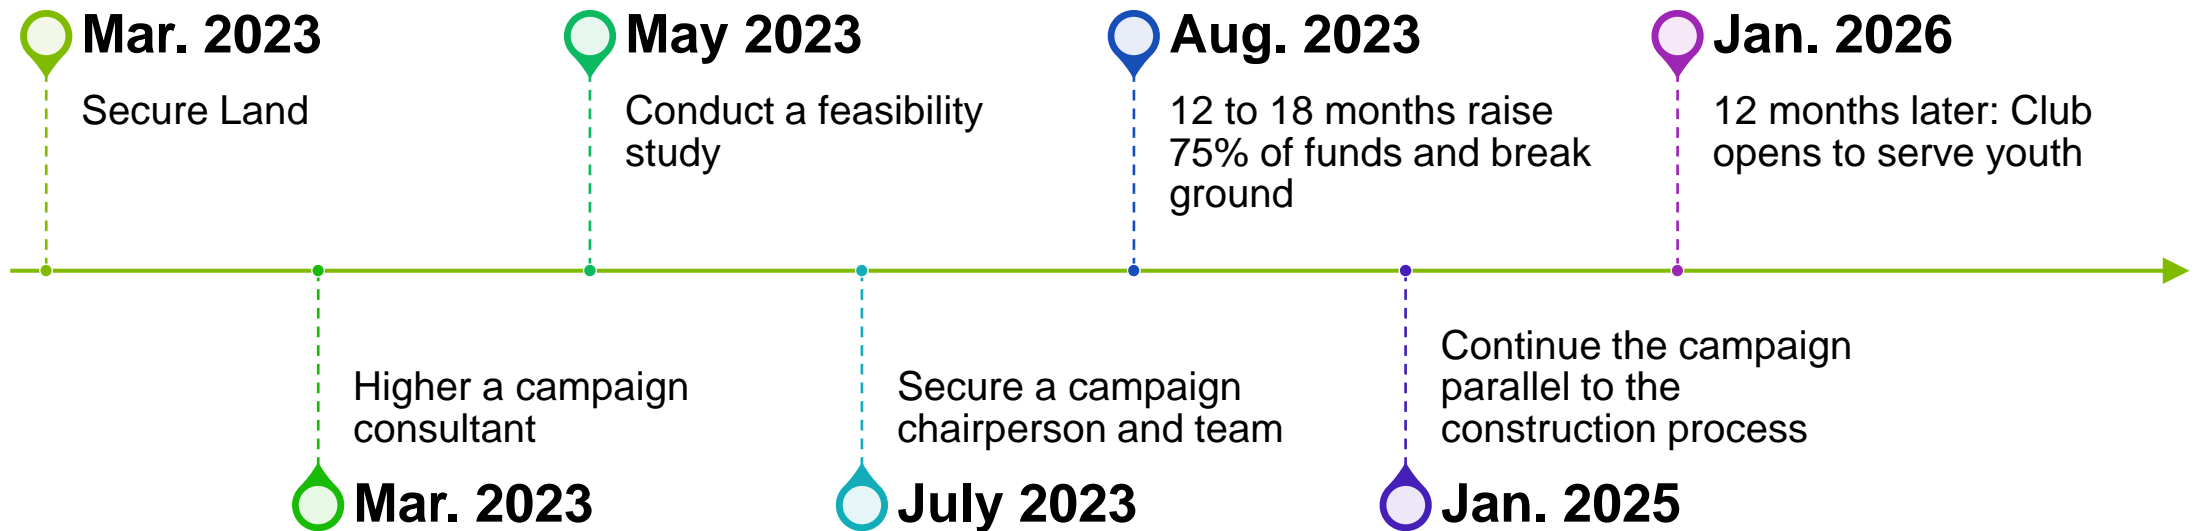 Mar. 2023
Secure Land
Higher a campaign
consultant
Mar. 2023
May 2023
Conduct a feasibility
study
Secure a campaign
chairperson and team
July 2023
Aug. 2023
12 to 18 months raise
75% of funds and break
ground
Continue the campaign
parallel to the
construction process
Jan. 2025
Jan. 2026
12 months later: Club
opens to serve youth